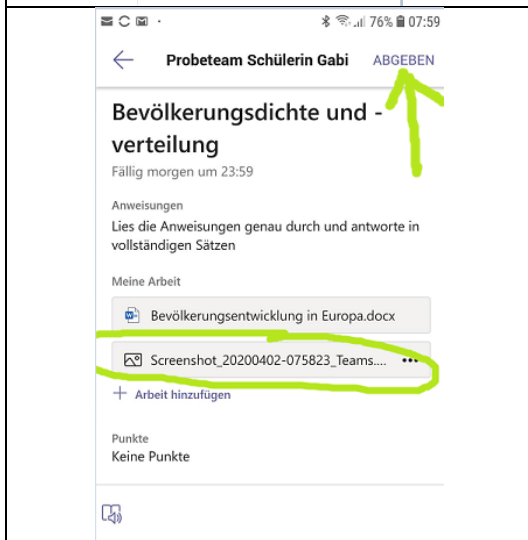 76% 07:59
Probeteam Schülerin Gabi ABGEBEN
Bevölkerungsdichte und -
verteilung
Fällig morgen um 23:59
Anweisungen
Lies die Anweisungen genau durch und antworte in
vollständigen Sätzen
Meine Arbeit
Bevölkerungsentwicklung in Europa.docx
Screenshot_20200402-075823_Teams....
+ Arbeit hinzufügen
Punkte
Keine Punkte